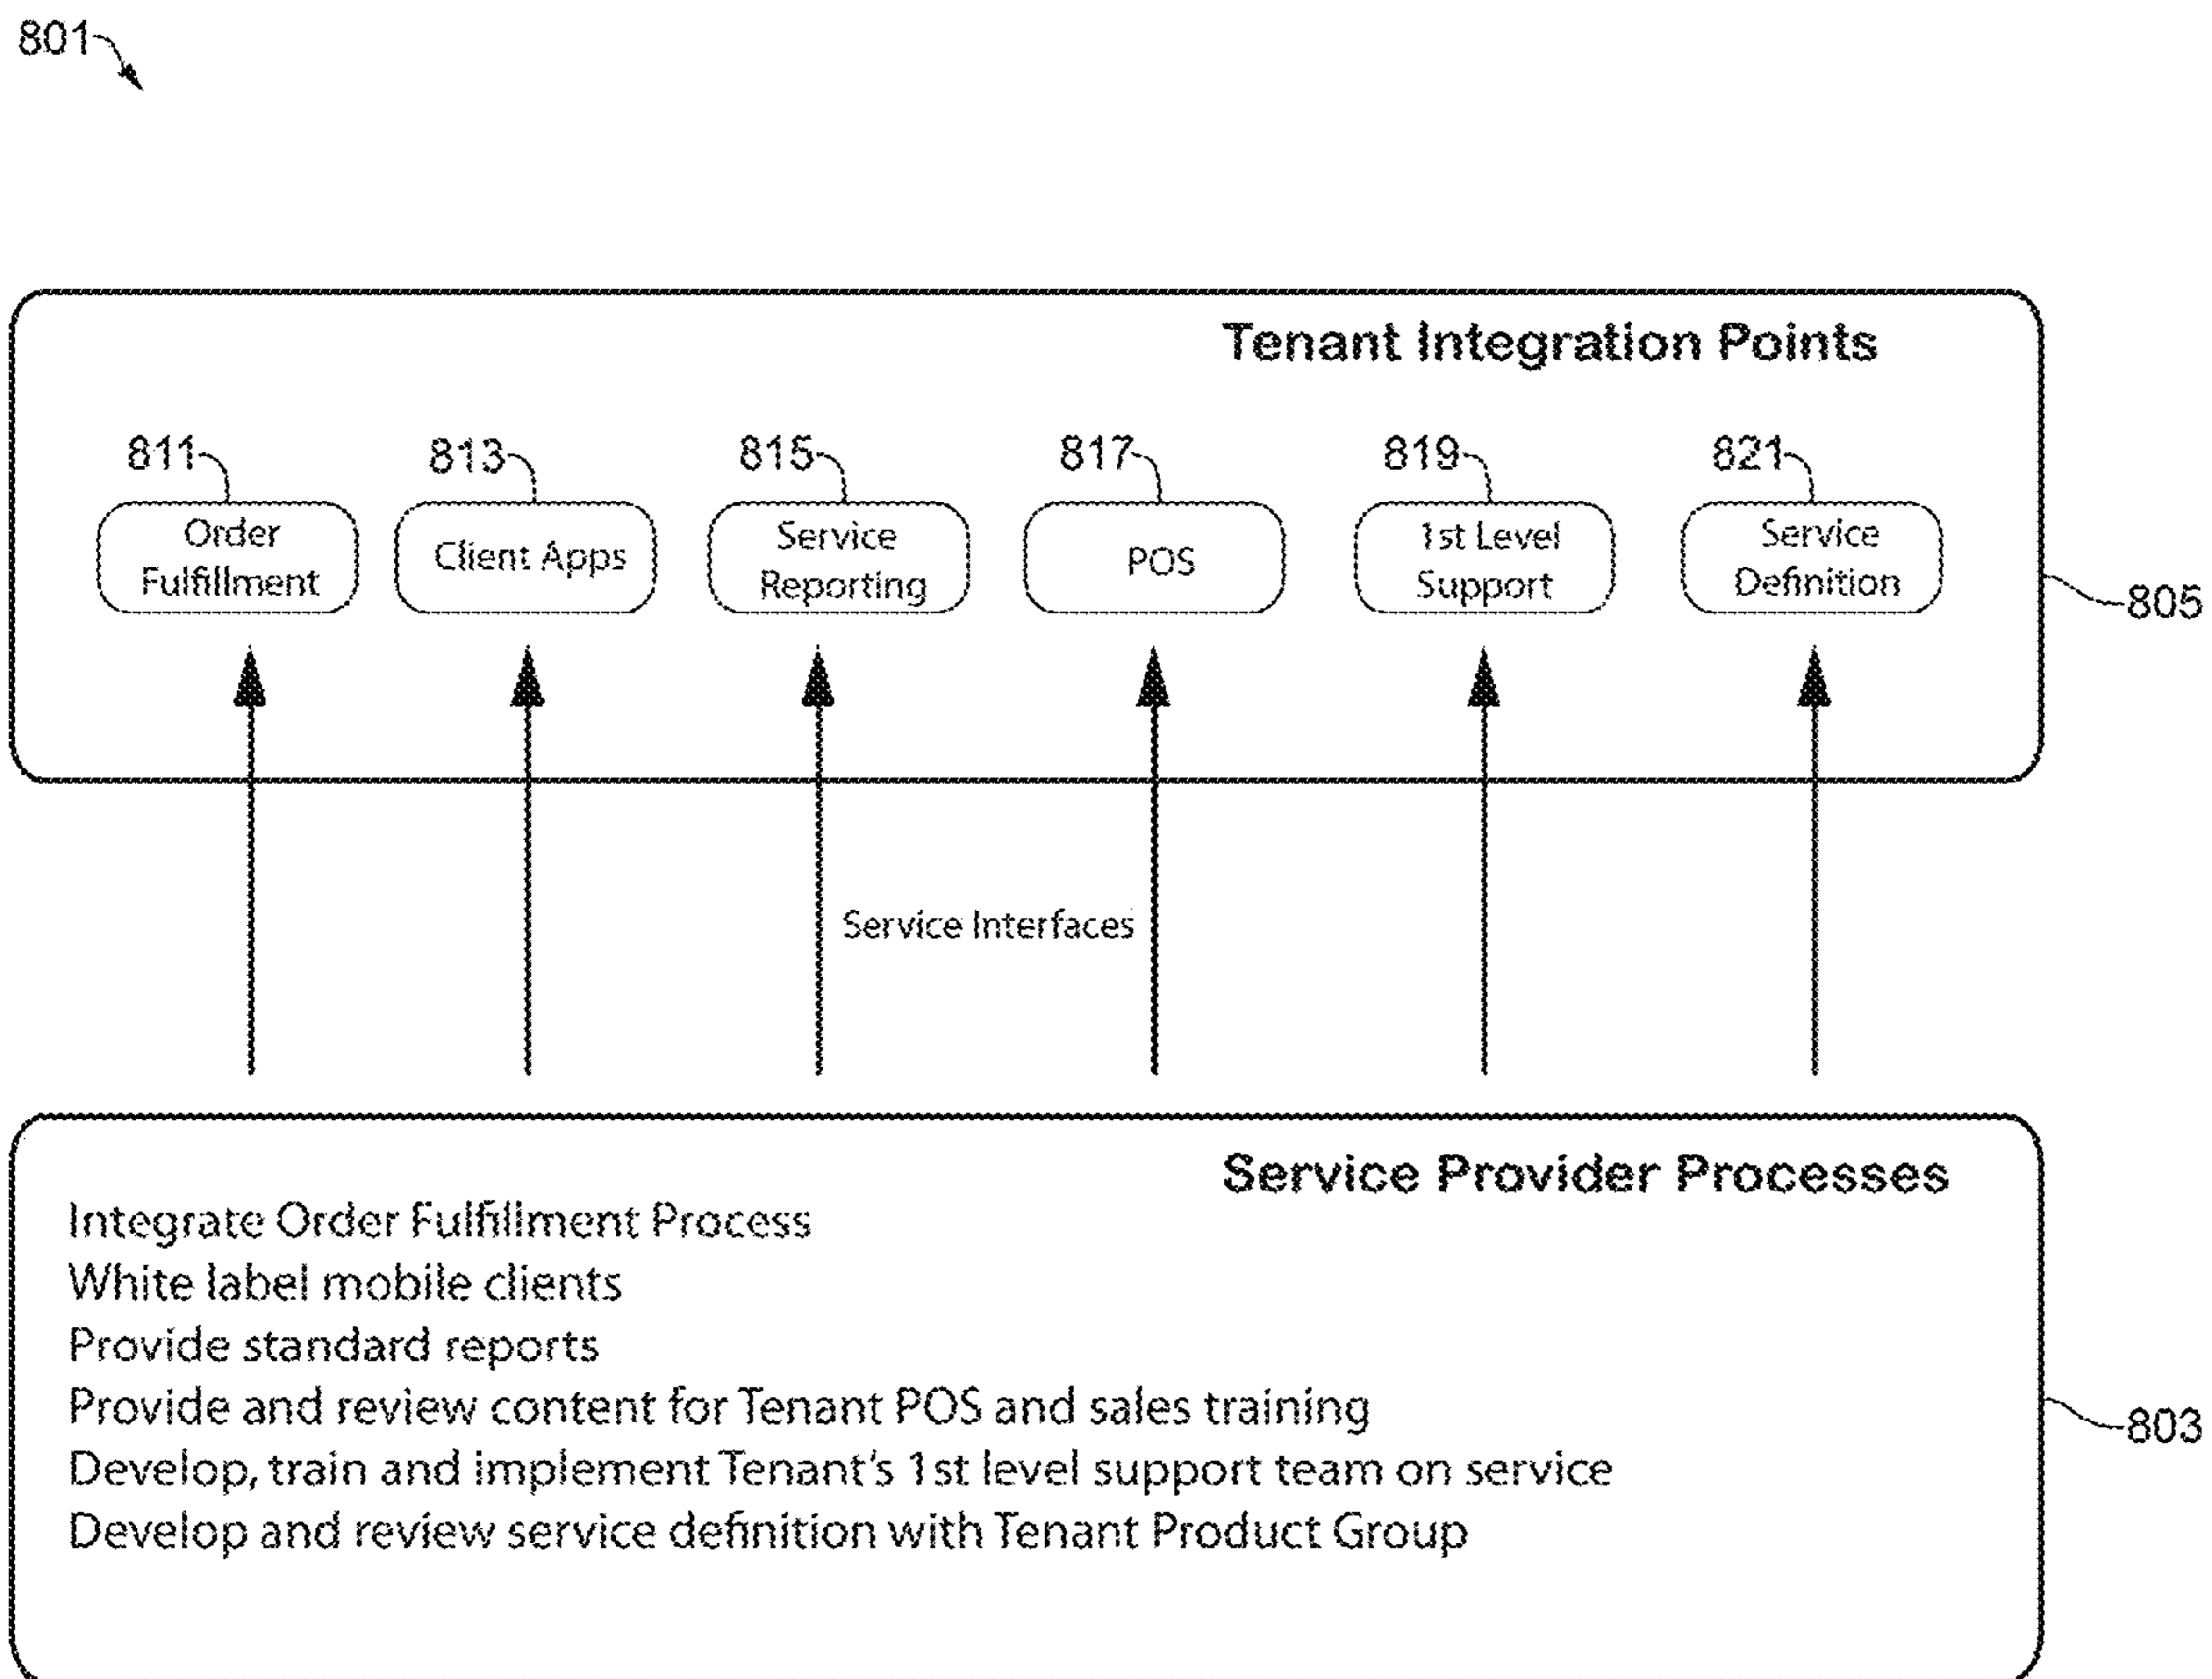 801
Tenant Integration Points
811
813
815
817
819
821
Order
Fulfillment
Client Apps
Service
Reporting
POS
1st Level
Support
Service
Definition
805
Service Interfaces
Service Provider Processes
Integrate Order Fulfillment Process
White label mobile clients
Provide standard reports
Provide and review content for Tenant POS and sales training
Develop, train and implement Tenant's 1st level support team on service
Develop and review service definition with Tenant Product Group
803